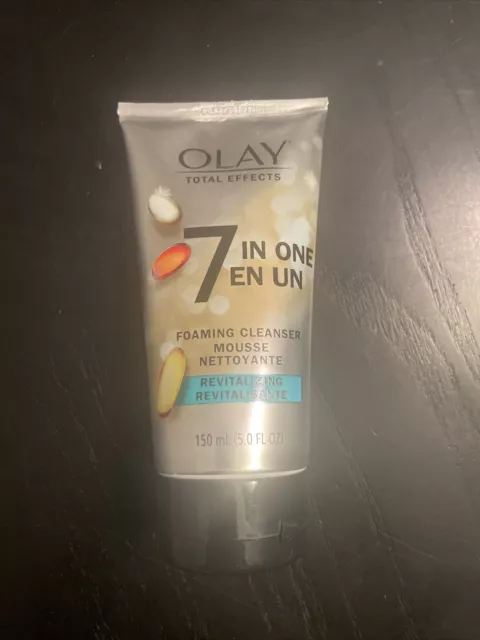 OLAY
TOTAL EFFECTS
7 IN ONE
EN UN
FOAMING CLEANSER
MOUSSE
NETTOYANTE
REVITALIZING
REVITALISANTE
150 mL (5.0 FL OZ)